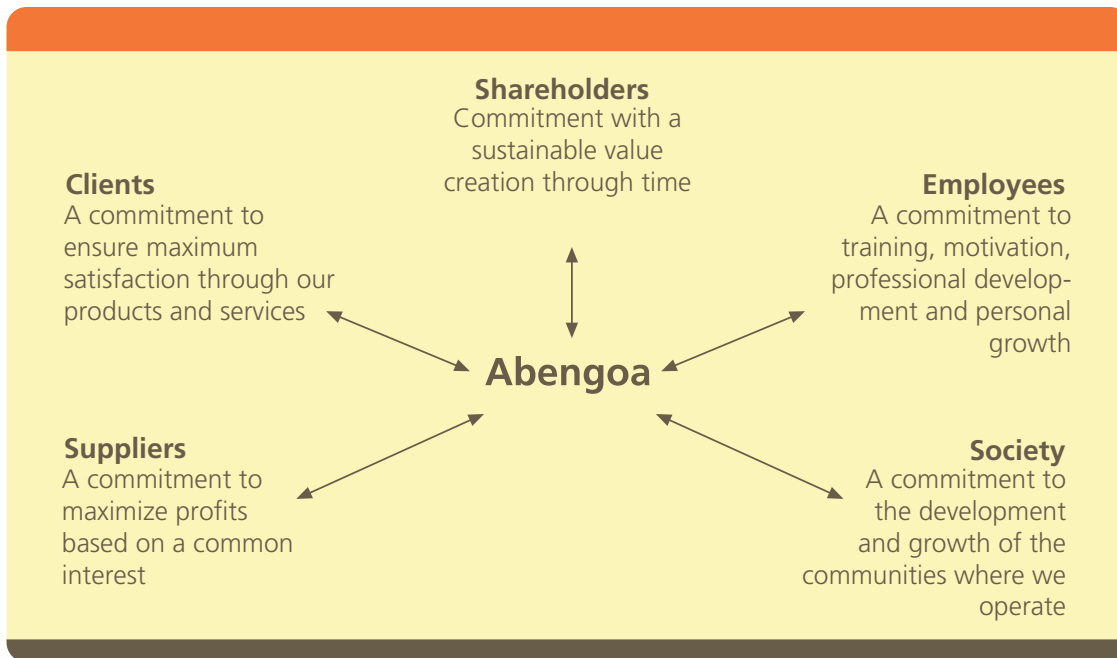 Shareholders
Commitment with a
sustainable value
creation through time
Clients
A commitment to
ensure maximum
satisfaction through our
products and services
Employees
A commitment to
training, motivation,
professional develop-
ment and personal
growth
Abengoa
Suppliers
A commitment to
maximize profits
based on a common
interest
Society
A commitment to
the development
and growth of the
communities where we
operate